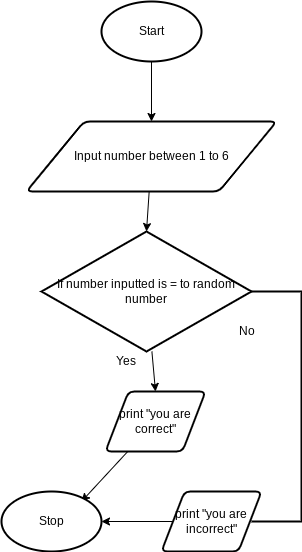 Start
Input number between 1 to 6
If number inputted is = to random
number
No
Yes
print "you are
correct"
Stop
print "you are
incorrect"